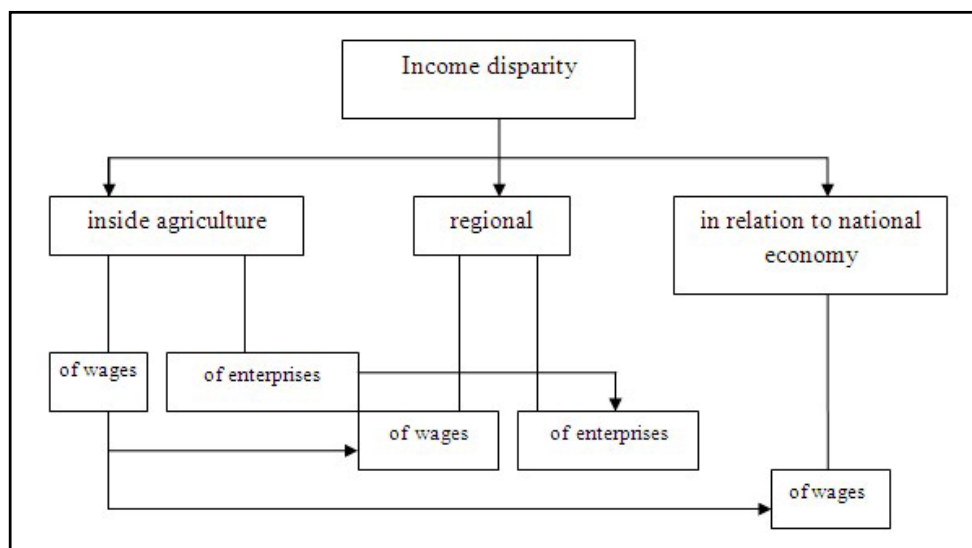 Income disparity
inside agriculture
regional
in relation to national
economy
of wages
of enterprises
of wages
of enterprises
of wages